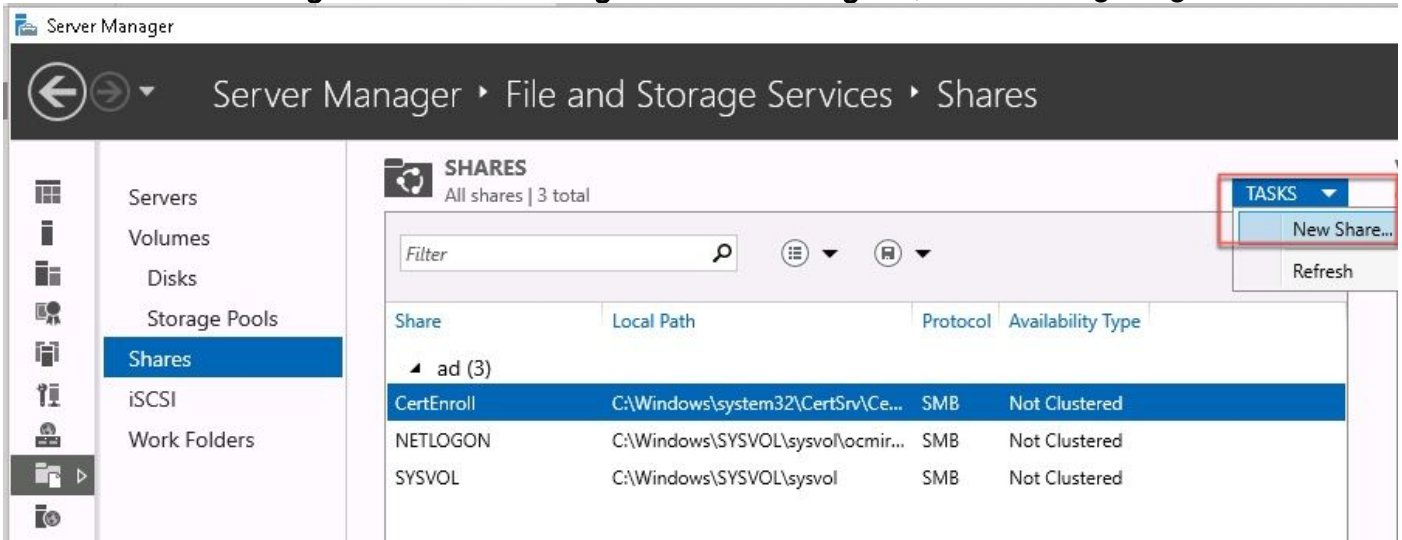 Server Manager
Server Manager ‣ File and Storage Services ‣ Shares
Servers
Volumes
Disks
Storage Pools
Shares
iSCSI
Work Folders
SHARES
All shares | 3 total
TASKS
New Share...
Refresh
Filter
Share Local Path Protocol Availability Type
ad (3)
CertEnroll C:\Windows\system32\CertSrv\Ce... SMB Not Clustered
NETLOGON C:\Windows\SYSVOL\sysvol\ocmir... SMB Not Clustered
SYSVOL C:\Windows\SYSVOL\sysvol SMB Not Clustered